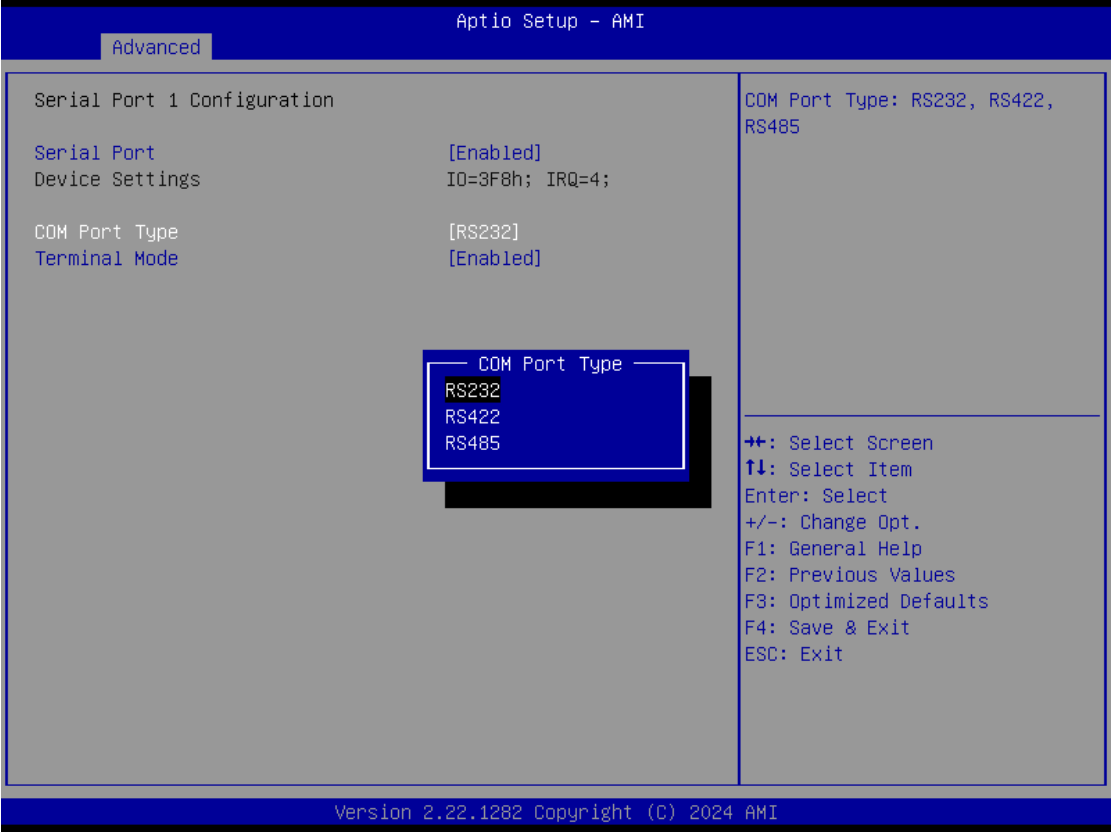 Aptio Setup – AMI
Advanced
Serial Port 1 Configuration
Serial Port [Enabled]
Device Settings IO=3F8h; IRQ=4;
COM Port Type [RS232]
Terminal Mode [Enabled]
COM Port Type
RS232
RS422
RS485
COM Port Type: RS232, RS422,
RS485
→←: Select Screen
↑↓: Select Item
Enter: Select
+/-: Change Opt.
F1: General Help
F2: Previous Values
F3: Optimized Defaults
F4: Save & Exit
ESC: Exit
Version 2.22.1282 Copyright (C) 2024 AMI